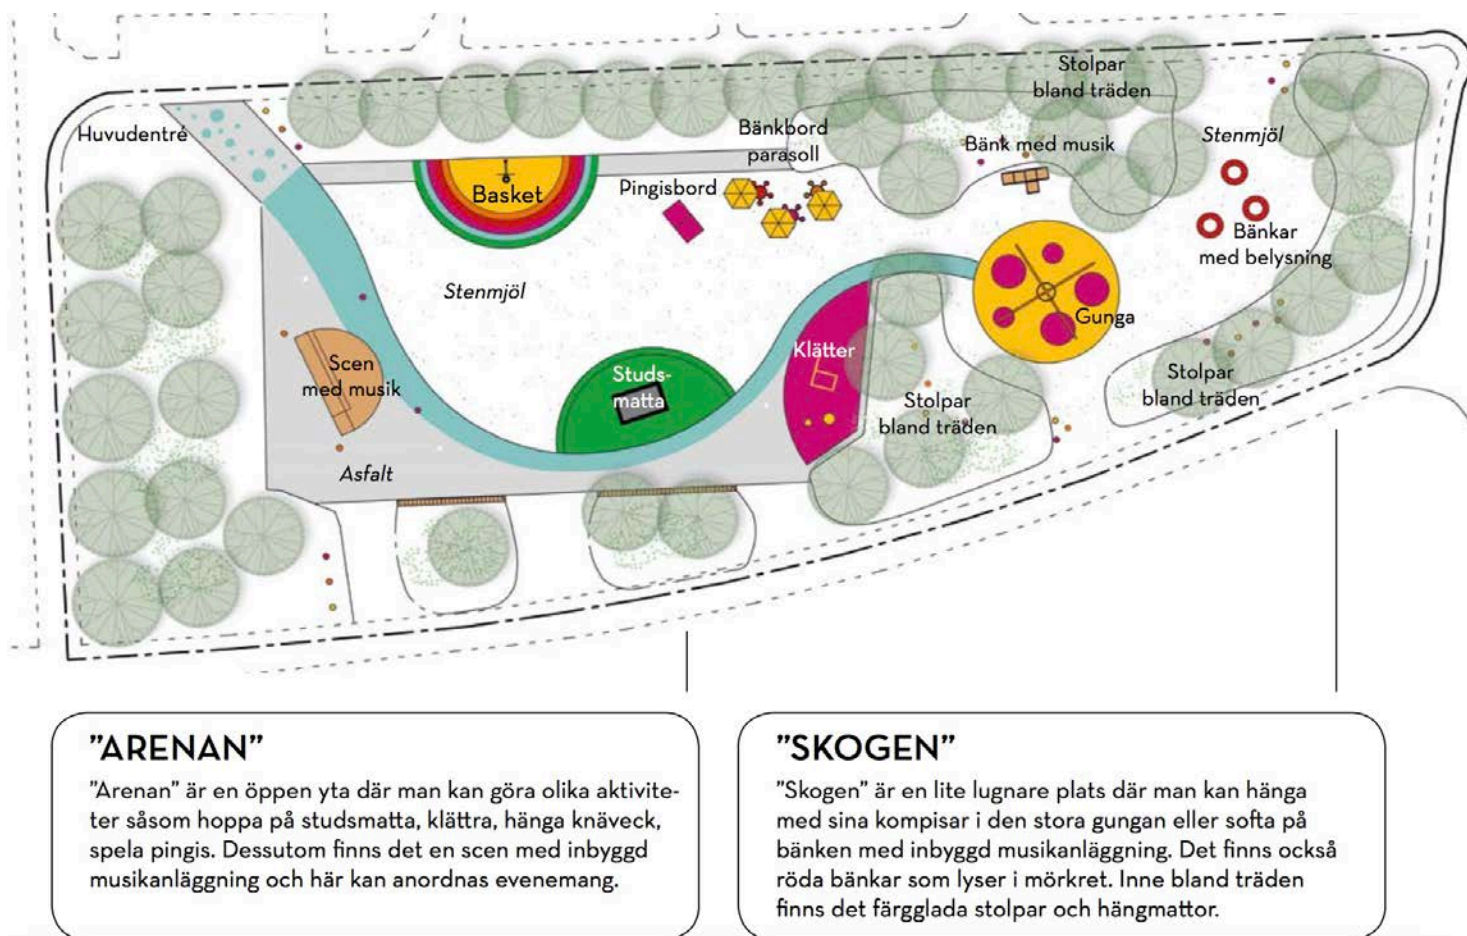 Huvudentré
Stolpar
bland träden
Bänkbord
parasoll
Bänk med musik
Stenmjöl
Basket
Pingisbord
Bänkar
med belysning
Stenmjöl
Gunga
Scen
med musik
Studs-
matta
Klätter
Stolpar
bland träden
Stolpar
bland träden
Asfalt
"ARENAN"
"Arenan" är en öppen yta där man kan göra olika aktivite-
ter såsom hoppa på studsmatta, klättra, hänga knäveck,
spela pingis. Dessutom finns det en scen med inbyggd
musikanläggning och här kan anordnas evenemang.
"SKOGEN"
"Skogen" är en lite lugnare plats där man kan hänga
med sina kompisar i den stora gungan eller softa på
bänken med inbyggd musikanläggning. Det finns också
röda bänkar som lyser i mörkret. Inne bland träden
finns det färgglada stolpar och hängmattor.